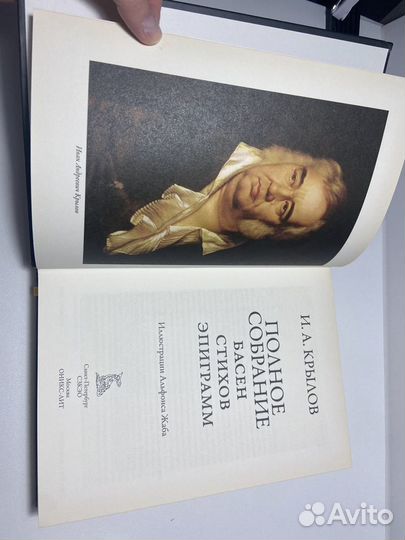 Иван Андреевич Крылов
И. А. КРЫЛОВ
ПОЛНОЕ
СОБРАНИЕ
БАСЕН
СТИХОВ
ЭПИГРАММ
Иллюстрации Альфонса Жаба
Санкт-Петербург
СЗКЭО
Москва
ОНИКС-ЛИТ
Avito